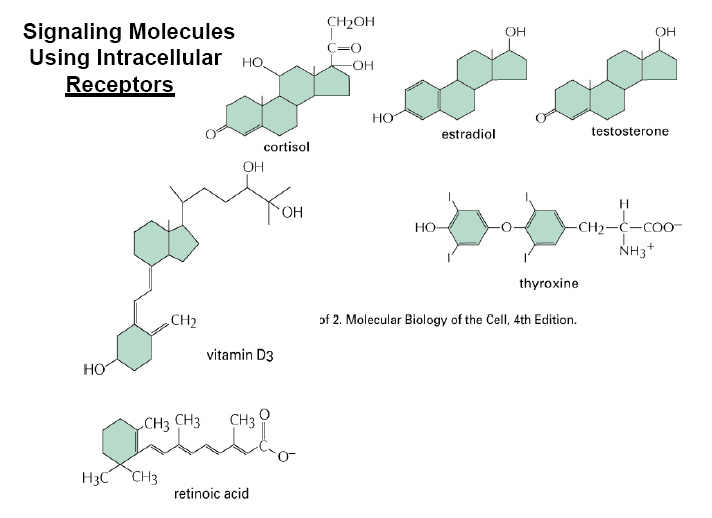 Signaling Molecules
Using Intracellular
Receptors
CH2OH
C=O
HO
OH
O
cortisol
OH
HO
estradiol
OH
O
testosterone
OH
OH
CH2
HO
vitamin D3
I
I
H
HO
O
CH2-C-COO-
I
I
NH3+
thyroxine
of 2. Molecular Biology of the Cell, 4th Edition.
CH3
CH3
CH3
O
C
O-
H3C
CH3
retinoic acid